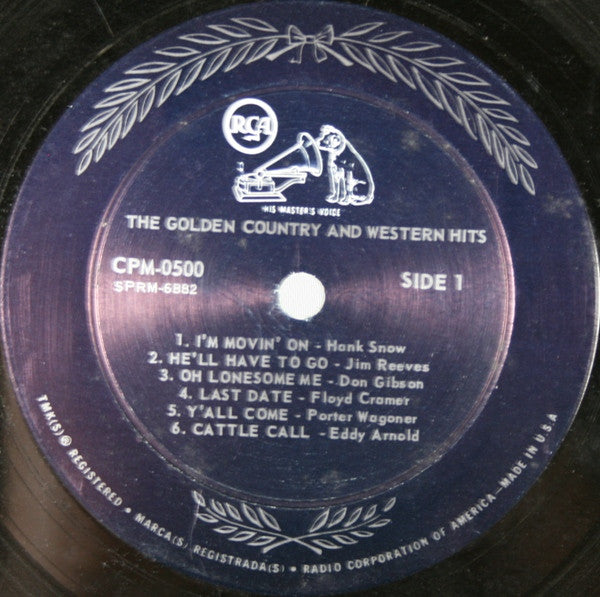 RCA
"HIS MASTER'S VOICE"
THE GOLDEN COUNTRY AND WESTERN HITS
CPM-0500
SPRM-6882
SIDE 1
1. I'M MOVIN' ON - Hank Snow
2. HE'LL HAVE TO GO - Jim Reeves
3. OH LONESOME ME - Don Gibson
4. LAST DATE - Floyd Cramer
5. Y'ALL COME - Porter Wagoner
6. CATTLE CALL - Eddy Arnold
TMK(S) ® REGISTERED • MARCA(S) REGISTRADA(S) • RADIO CORPORATION OF AMERICA - MADE IN U.S.A